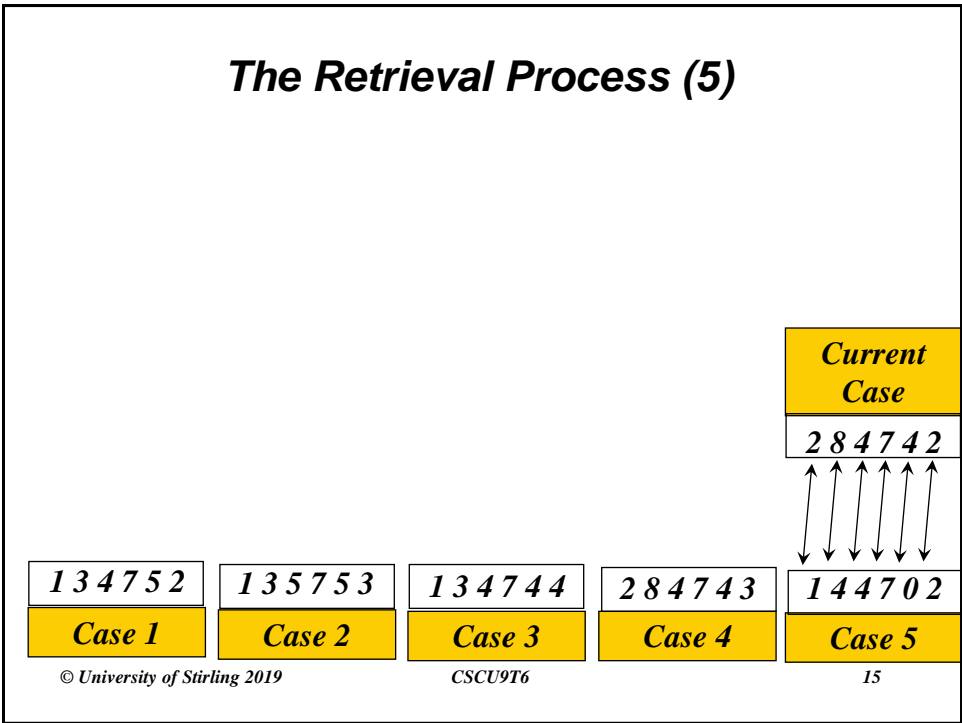 The Retrieval Process (5)
Current
Case
2 8 4 7 4 2
1 3 4 7 5 2
1 3 5 7 5 3
1 3 4 7 4 4
2 8 4 7 4 3
1 4 4 7 0 2
Case 1
Case 2
Case 3
Case 4
Case 5
© University of Stirling 2019
CSCU9T6
15